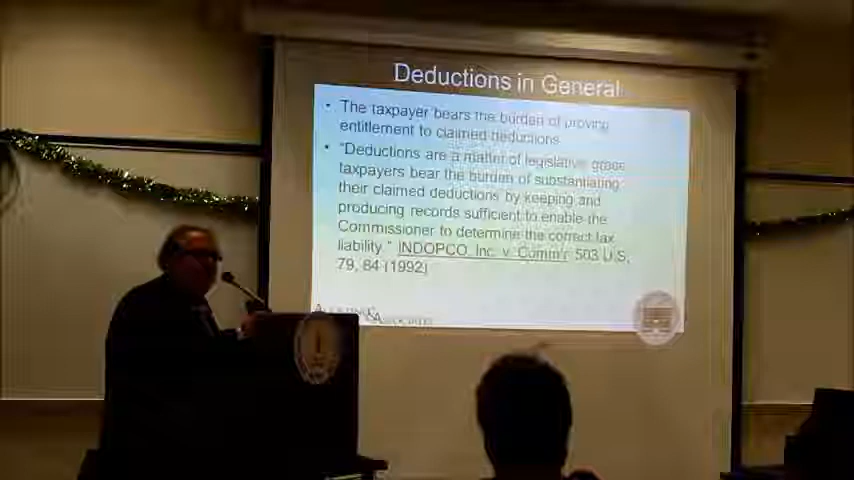 Deductions in General
• The taxpayer bears the burden of proving
entitlement to claimed deductions.
• "Deductions are a matter of legislative grace
taxpayers bear the burden of substantiating
their claimed deductions by keeping and
producing records sufficient to enable the
Commissioner to determine the correct tax
liability." INDOPCO, Inc. v. Comm'r, 503 U.S.
79, 84 (1992)
& Associates